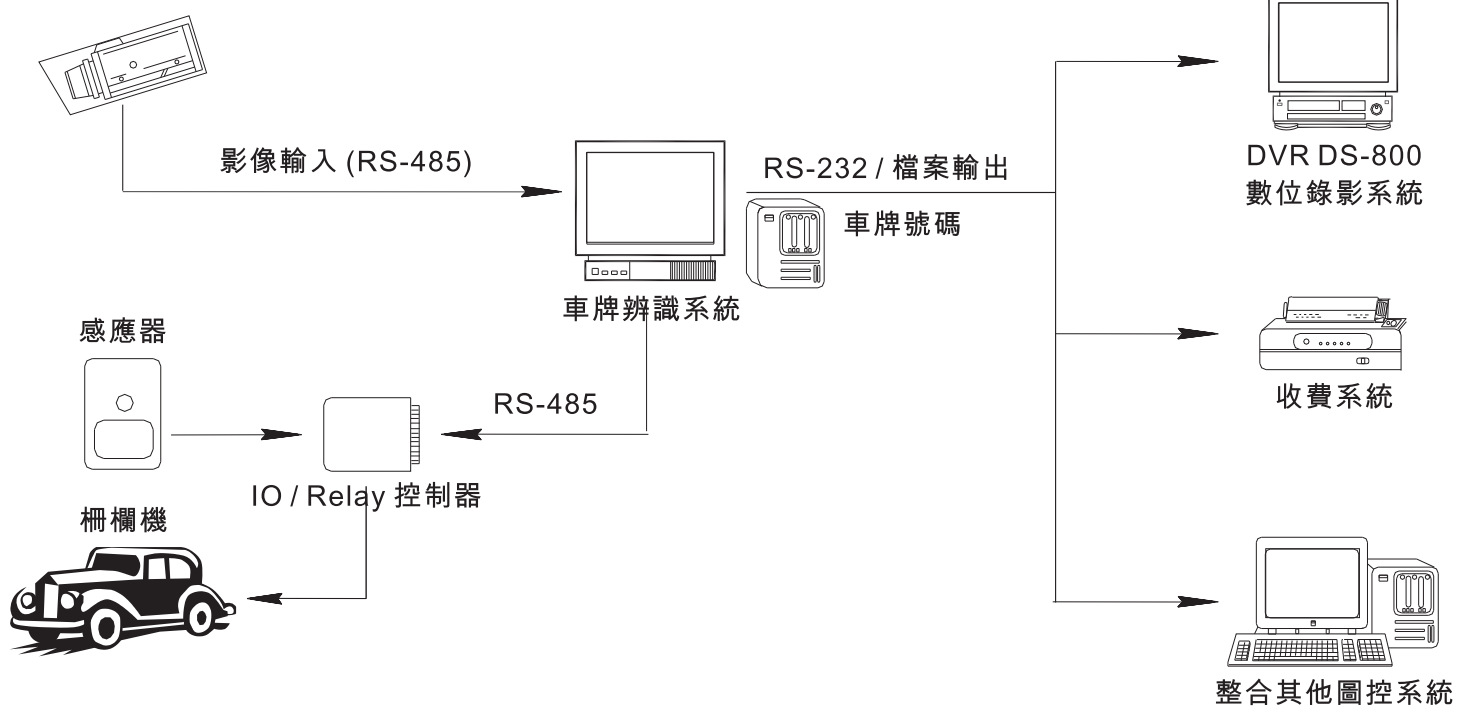 影像輸入 (RS-485)
RS-232 / 檔案輸出
車牌號碼
車牌辨識系統
DVR DS-800
數位錄影系統
收費系統
整合其他圖控系統
感應器
RS-485
IO / Relay 控制器
柵欄機